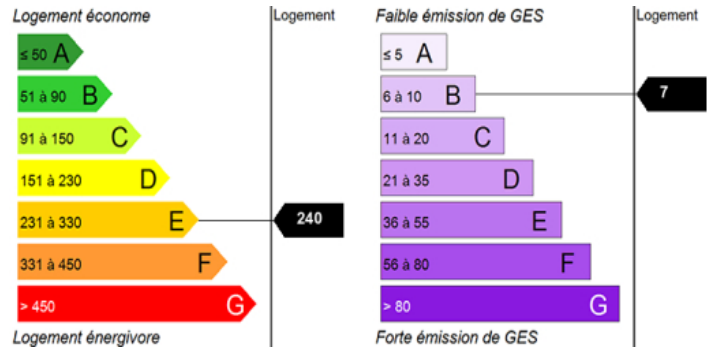 Logement économe
Logement
≤ 50 A
51 à 90 B
91 à 150 C
151 à 230 D
231 à 330 E
240
331 à 450 F
> 450 G
Logement énergivore
Faible émission de GES
Logement
≤ 5 A
6 à 10 B
7
11 à 20 C
21 à 35 D
36 à 55 E
56 à 80 F
> 80 G
Forte émission de GES